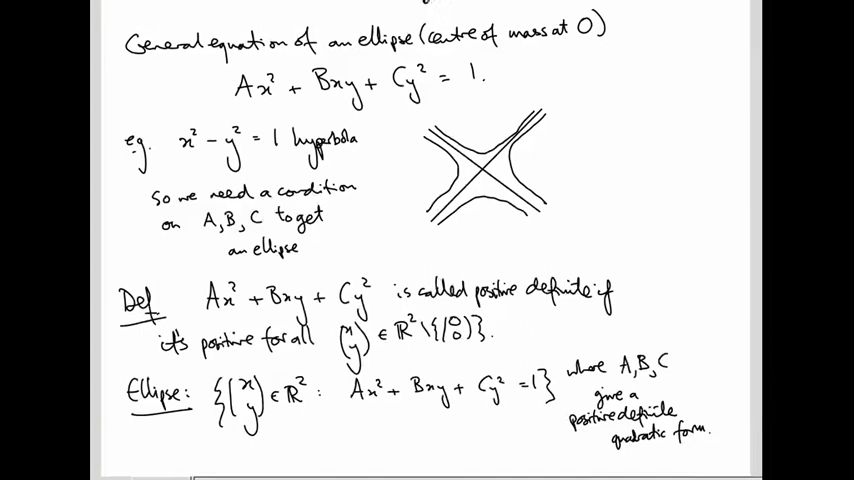 General equation of an ellipse (centre of mass at O)
Ax² + Bxy + Cy² = 1.
eg. x² - y² = 1 hyperbola
So we need a condition
on A, B, C to get
an ellipse
Def Ax² + Bxy + Cy² is called positive definite if
it's positive for all (x y) ∈ ℝ² \ {(0 0)}.
Ellipse: {(x y) ∈ ℝ² : Ax² + Bxy + Cy² = 1} where A, B, C
give a
positive definite
quadratic form.